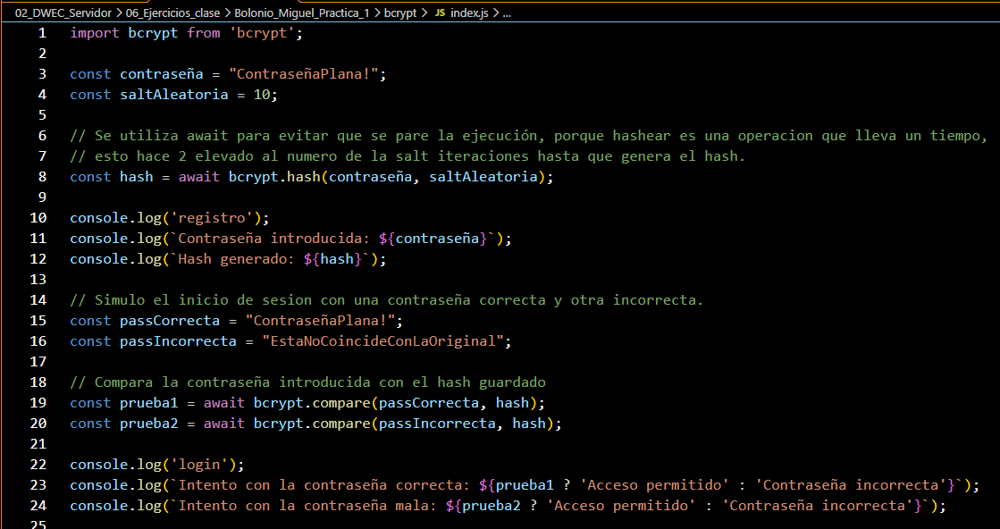 02_DWEC_Servidor > 06_Ejercicios_clase > Bolonio_Miguel_Practica_1 > bcrypt > JS index.js > ...
1 import bcrypt from 'bcrypt';
2
3 const contraseña = "ContraseñaPlana!";
4 const saltAleatoria = 10;
5
6 // Se utiliza await para evitar que se pare la ejecución, porque hashear es una operacion que lleva un tiempo,
7 // esto hace 2 elevado al numero de la salt iteraciones hasta que genera el hash.
8 const hash = await bcrypt.hash(contraseña, saltAleatoria);
9
10 console.log('registro');
11 console.log(`Contraseña introducida: ${contraseña}`);
12 console.log(`Hash generado: ${hash}`);
13
14 // Simulo el inicio de sesion con una contraseña correcta y otra incorrecta.
15 const passCorrecta = "ContraseñaPlana!";
16 const passIncorrecta = "EstaNoCoincideConLaOriginal";
17
18 // Compara la contraseña introducida con el hash guardado
19 const prueba1 = await bcrypt.compare(passCorrecta, hash);
20 const prueba2 = await bcrypt.compare(passIncorrecta, hash);
21
22 console.log('login');
23 console.log(`Intento con la contraseña correcta: ${prueba1 ? 'Acceso permitido' : 'Contraseña incorrecta'}`);
24 console.log(`Intento con la contraseña mala: ${prueba2 ? 'Acceso permitido' : 'Contraseña incorrecta'}`);
25